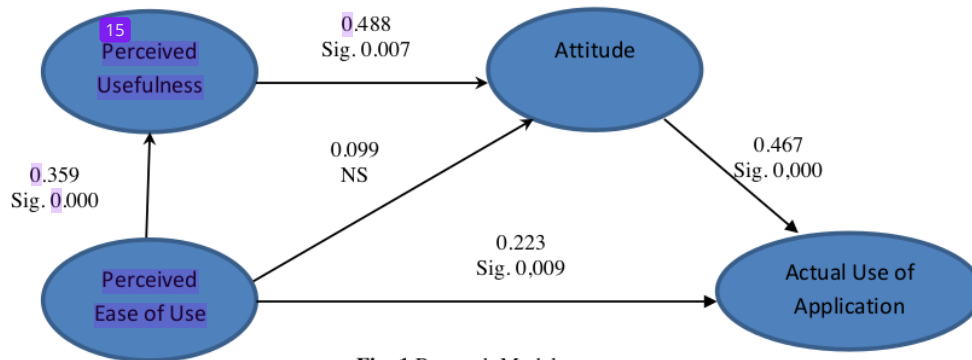 15
Perceived
Usefulness
0.488
Sig. 0.007
Attitude
0.359
Sig. 0.000
0.099
NS
0.467
Sig. 0,000
0.223
Sig. 0,009
Perceived
Ease of Use
Actual Use of
Application